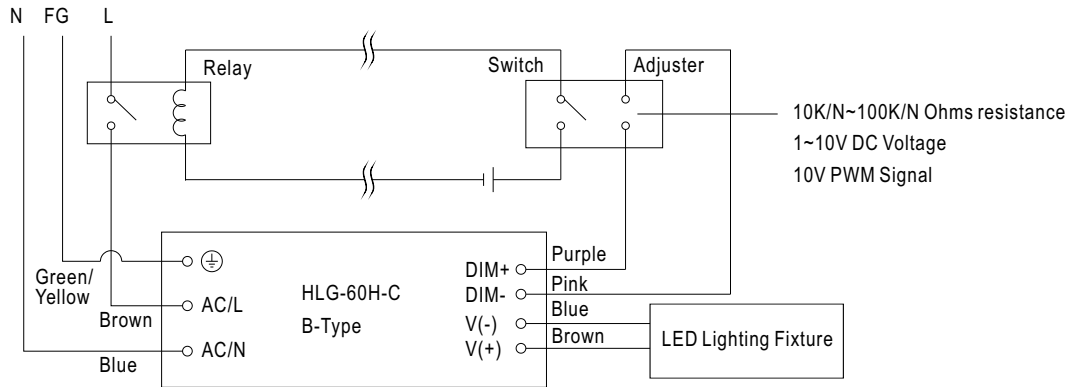 N FG L
Relay
Switch
Adjuster
10K/N~100K/N Ohms resistance
1~10V DC Voltage
10V PWM Signal
Green/
Yellow
Brown
Blue
AC/L
AC/N
HLG-60H-C
B-Type
DIM+
DIM-
V(-)
V(+)
Purple
Pink
Blue
Brown
LED Lighting Fixture